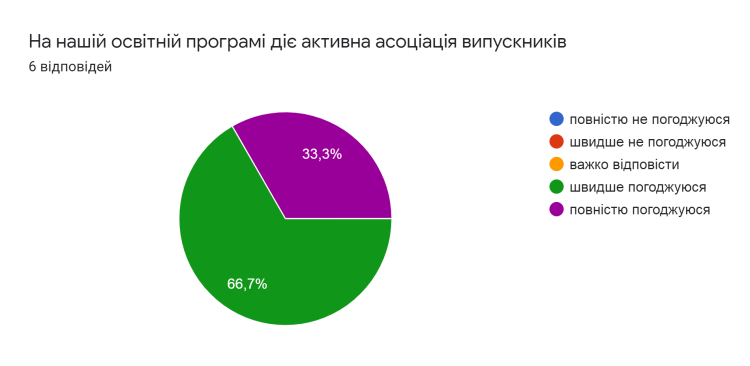 На нашій освітній програмі діє активна асоціація випускників
6 відповідей
33,3%
66,7%
повністю не погоджуюся
швидше не погоджуюся
важко відповісти
швидше погоджуюся
повністю погоджуюся